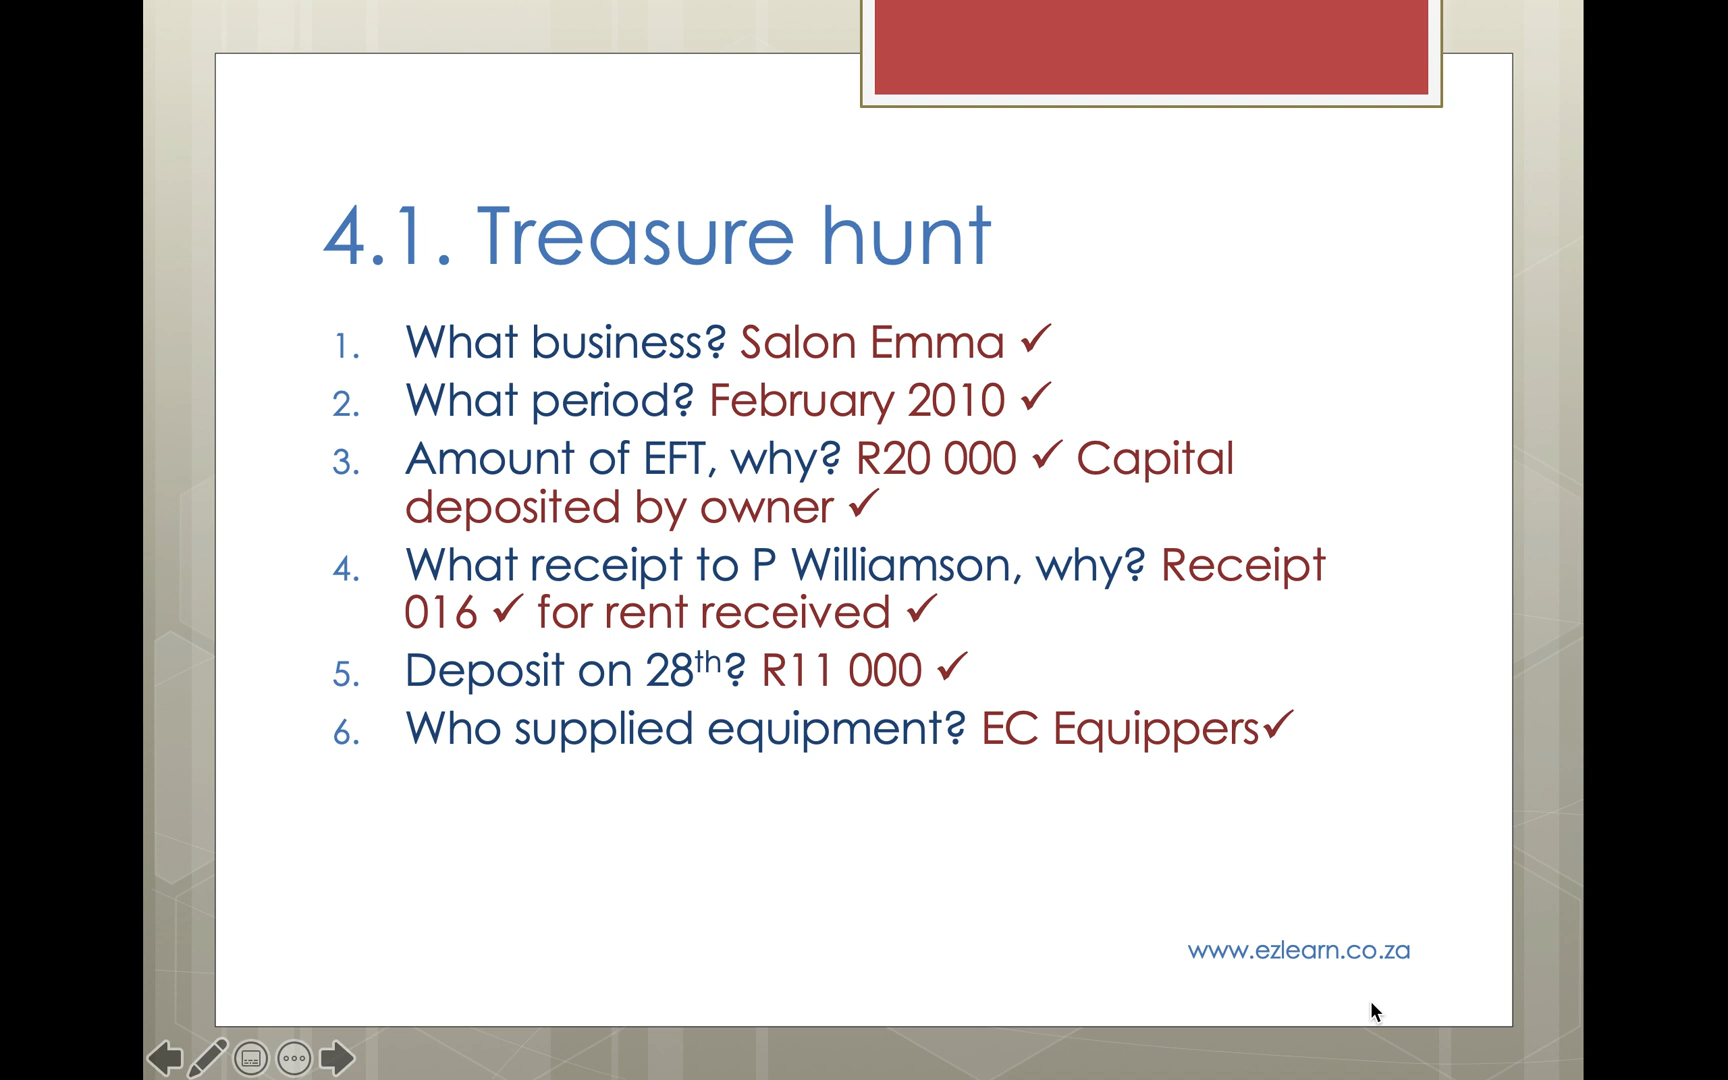 4.1. Treasure hunt
1. What business? Salon Emma ✓
2. What period? February 2010 ✓
3. Amount of EFT, why? R20 000 ✓ Capital
deposited by owner ✓
4. What receipt to P Williamson, why? Receipt
016 ✓ for rent received ✓
5. Deposit on 28th? R11 000 ✓
6. Who supplied equipment? EC Equippers✓
www.ezlearn.co.za